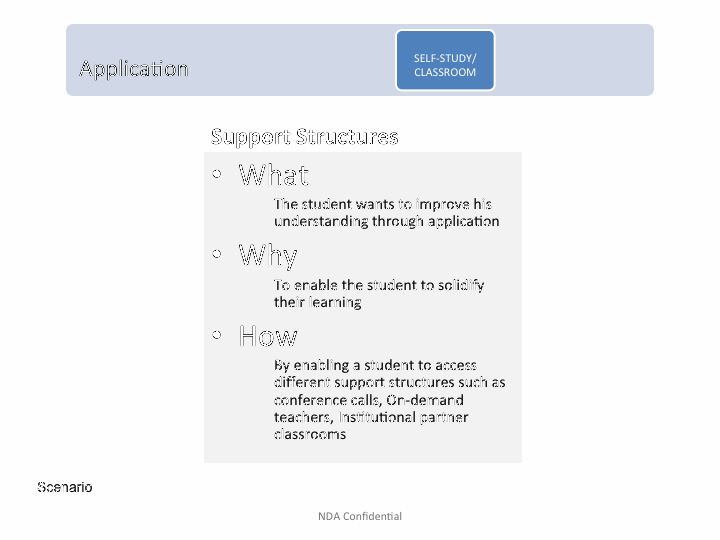 Application
SELF-STUDY/
CLASSROOM
Support Structures
• What
The student wants to improve his
understanding through application
• Why
To enable the student to solidify
their learning
• How
By enabling a student to access
different support structures such as
conference calls, On-demand
teachers, Institutional partner
classrooms
Scenario
NDA Confidential